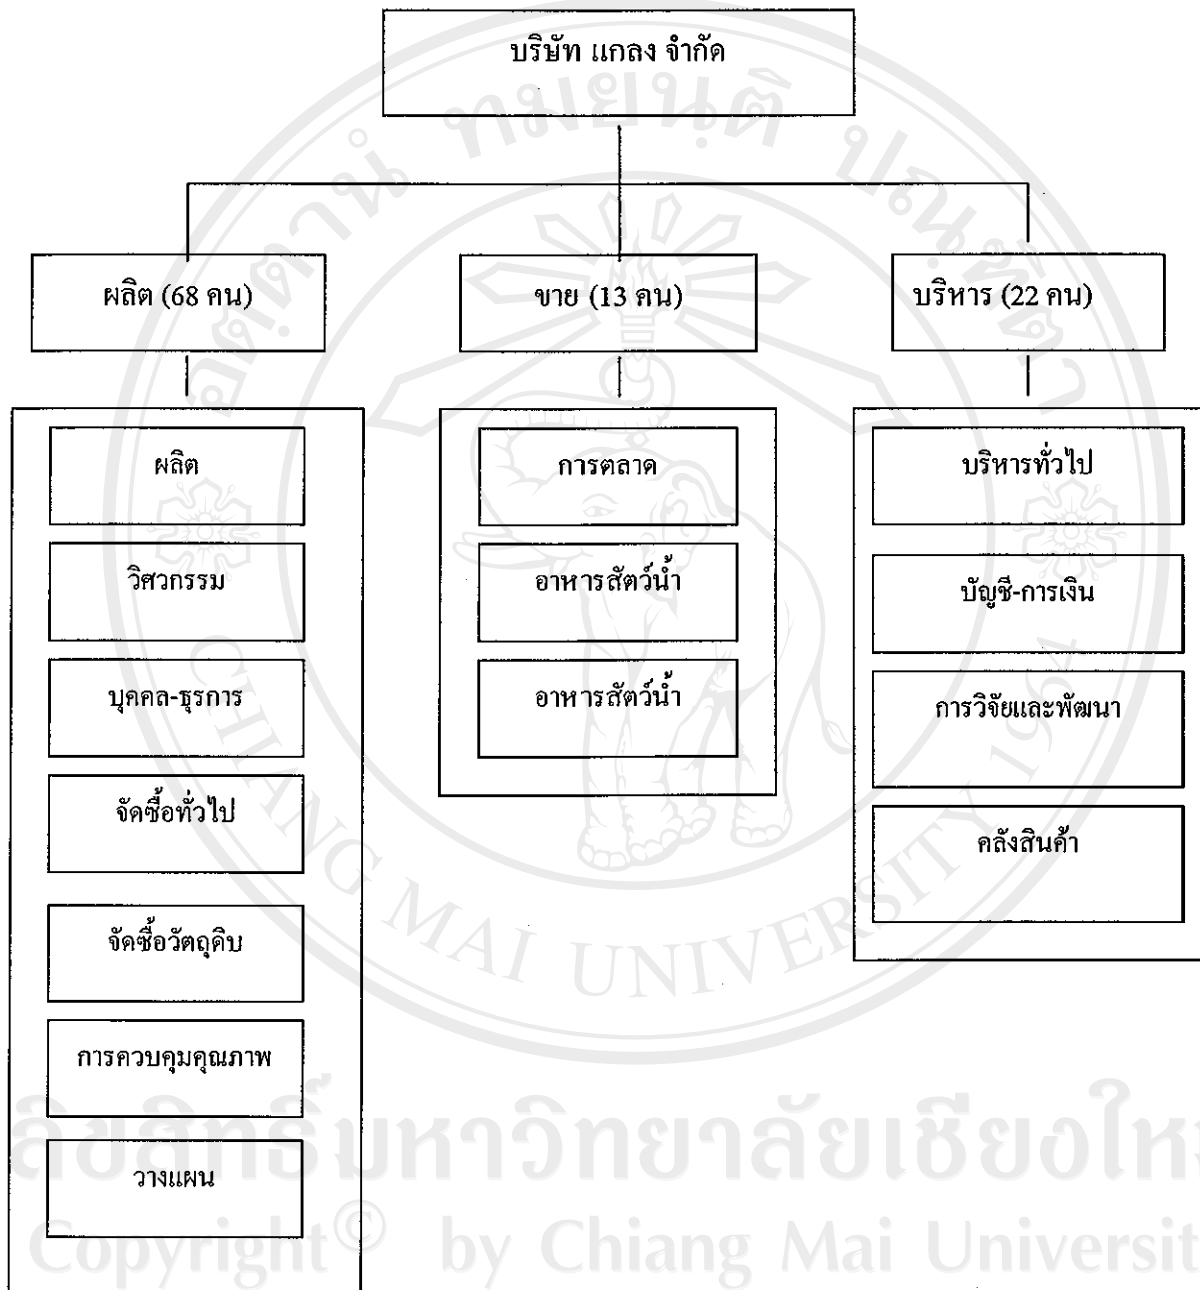 บริษัท แกลง จำกัด
ผลิต (68 คน)
ขาย (13 คน)
บริหาร (22 คน)
ผลิต
วิศวกรรม
บุคคล-ธุรการ
จัดซื้อทั่วไป
จัดซื้อวัตถุดิบ
การควบคุมคุณภาพ
วางแผน
การตลาด
อาหารสัตว์น้ำ
อาหารสัตว์น้ำ
บริหารทั่วไป
บัญชี-การเงิน
การวิจัยและพัฒนา
คลังสินค้า
CHIANG MAI UNIVERSITY 1964
ลิขสิทธิ์มหาวิทยาลัยเชียงให
Copyright© by Chiang Mai Universit